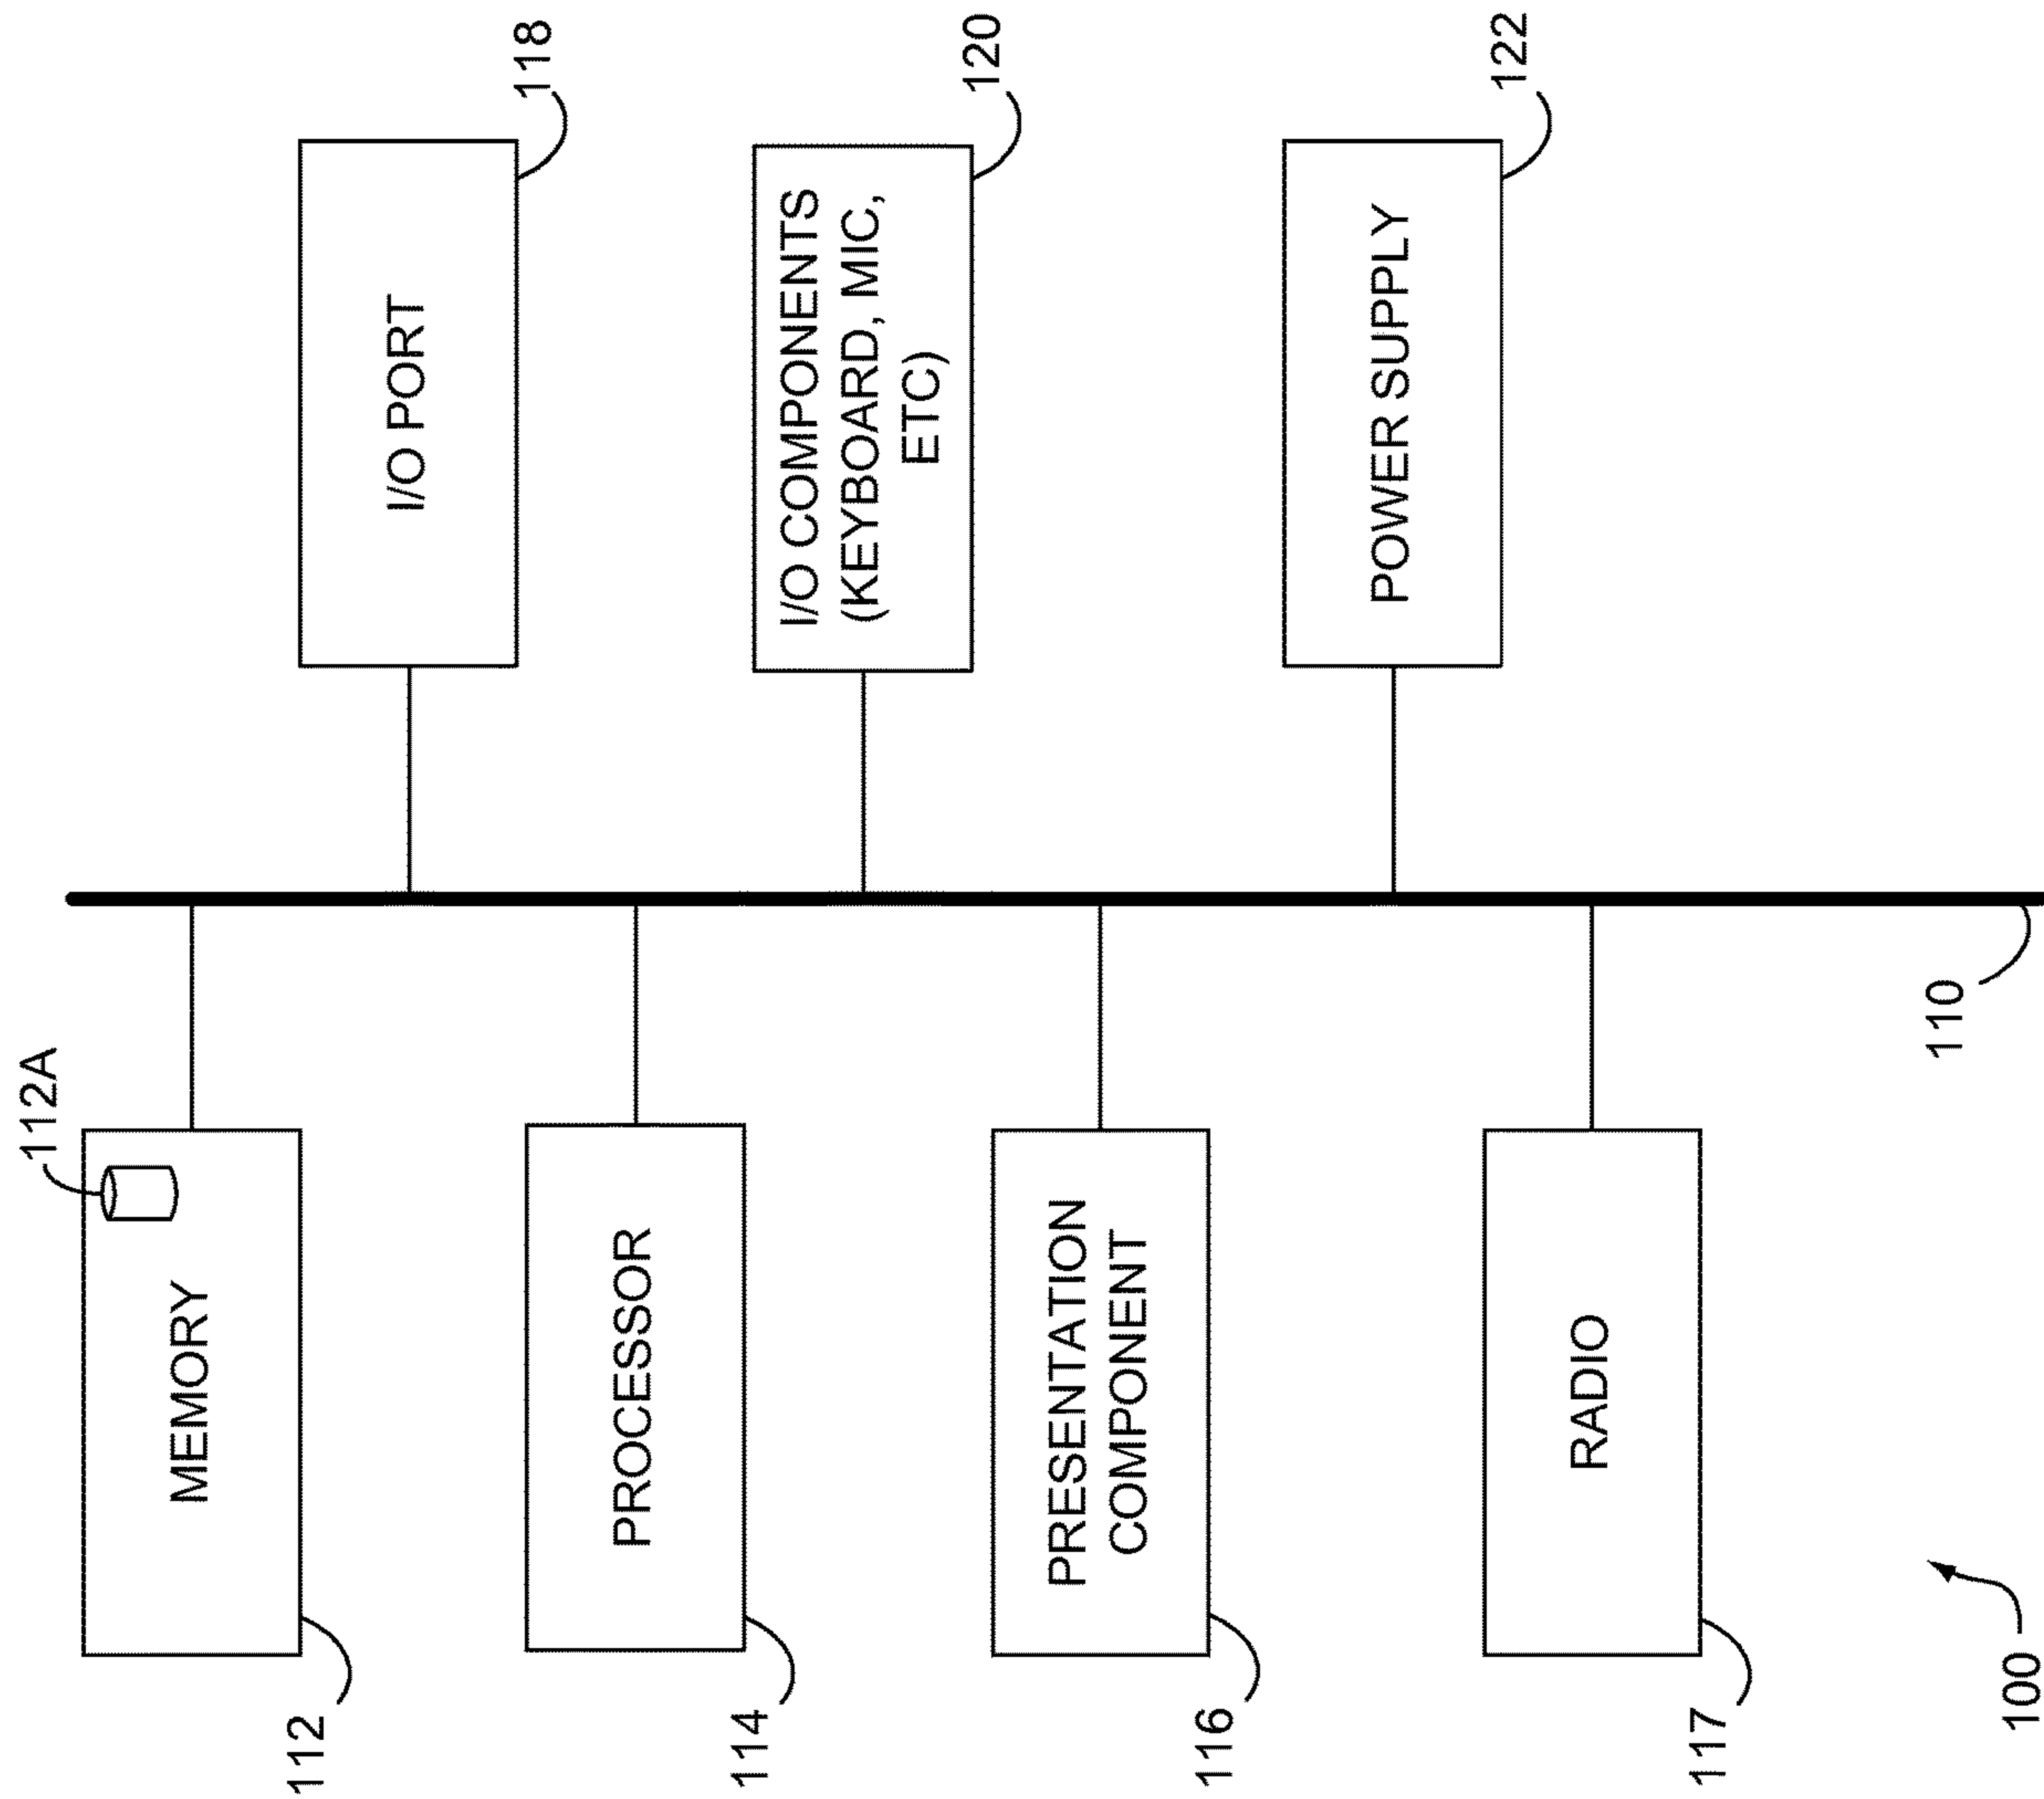 112A
MEMORY
112
PROCESSOR
114
PRESENTATION
COMPONENT
116
RADIO
117
I/O PORT
118
I/O COMPONENTS
(KEYBOARD, MIC,
ETC)
120
POWER SUPPLY
122
110
100